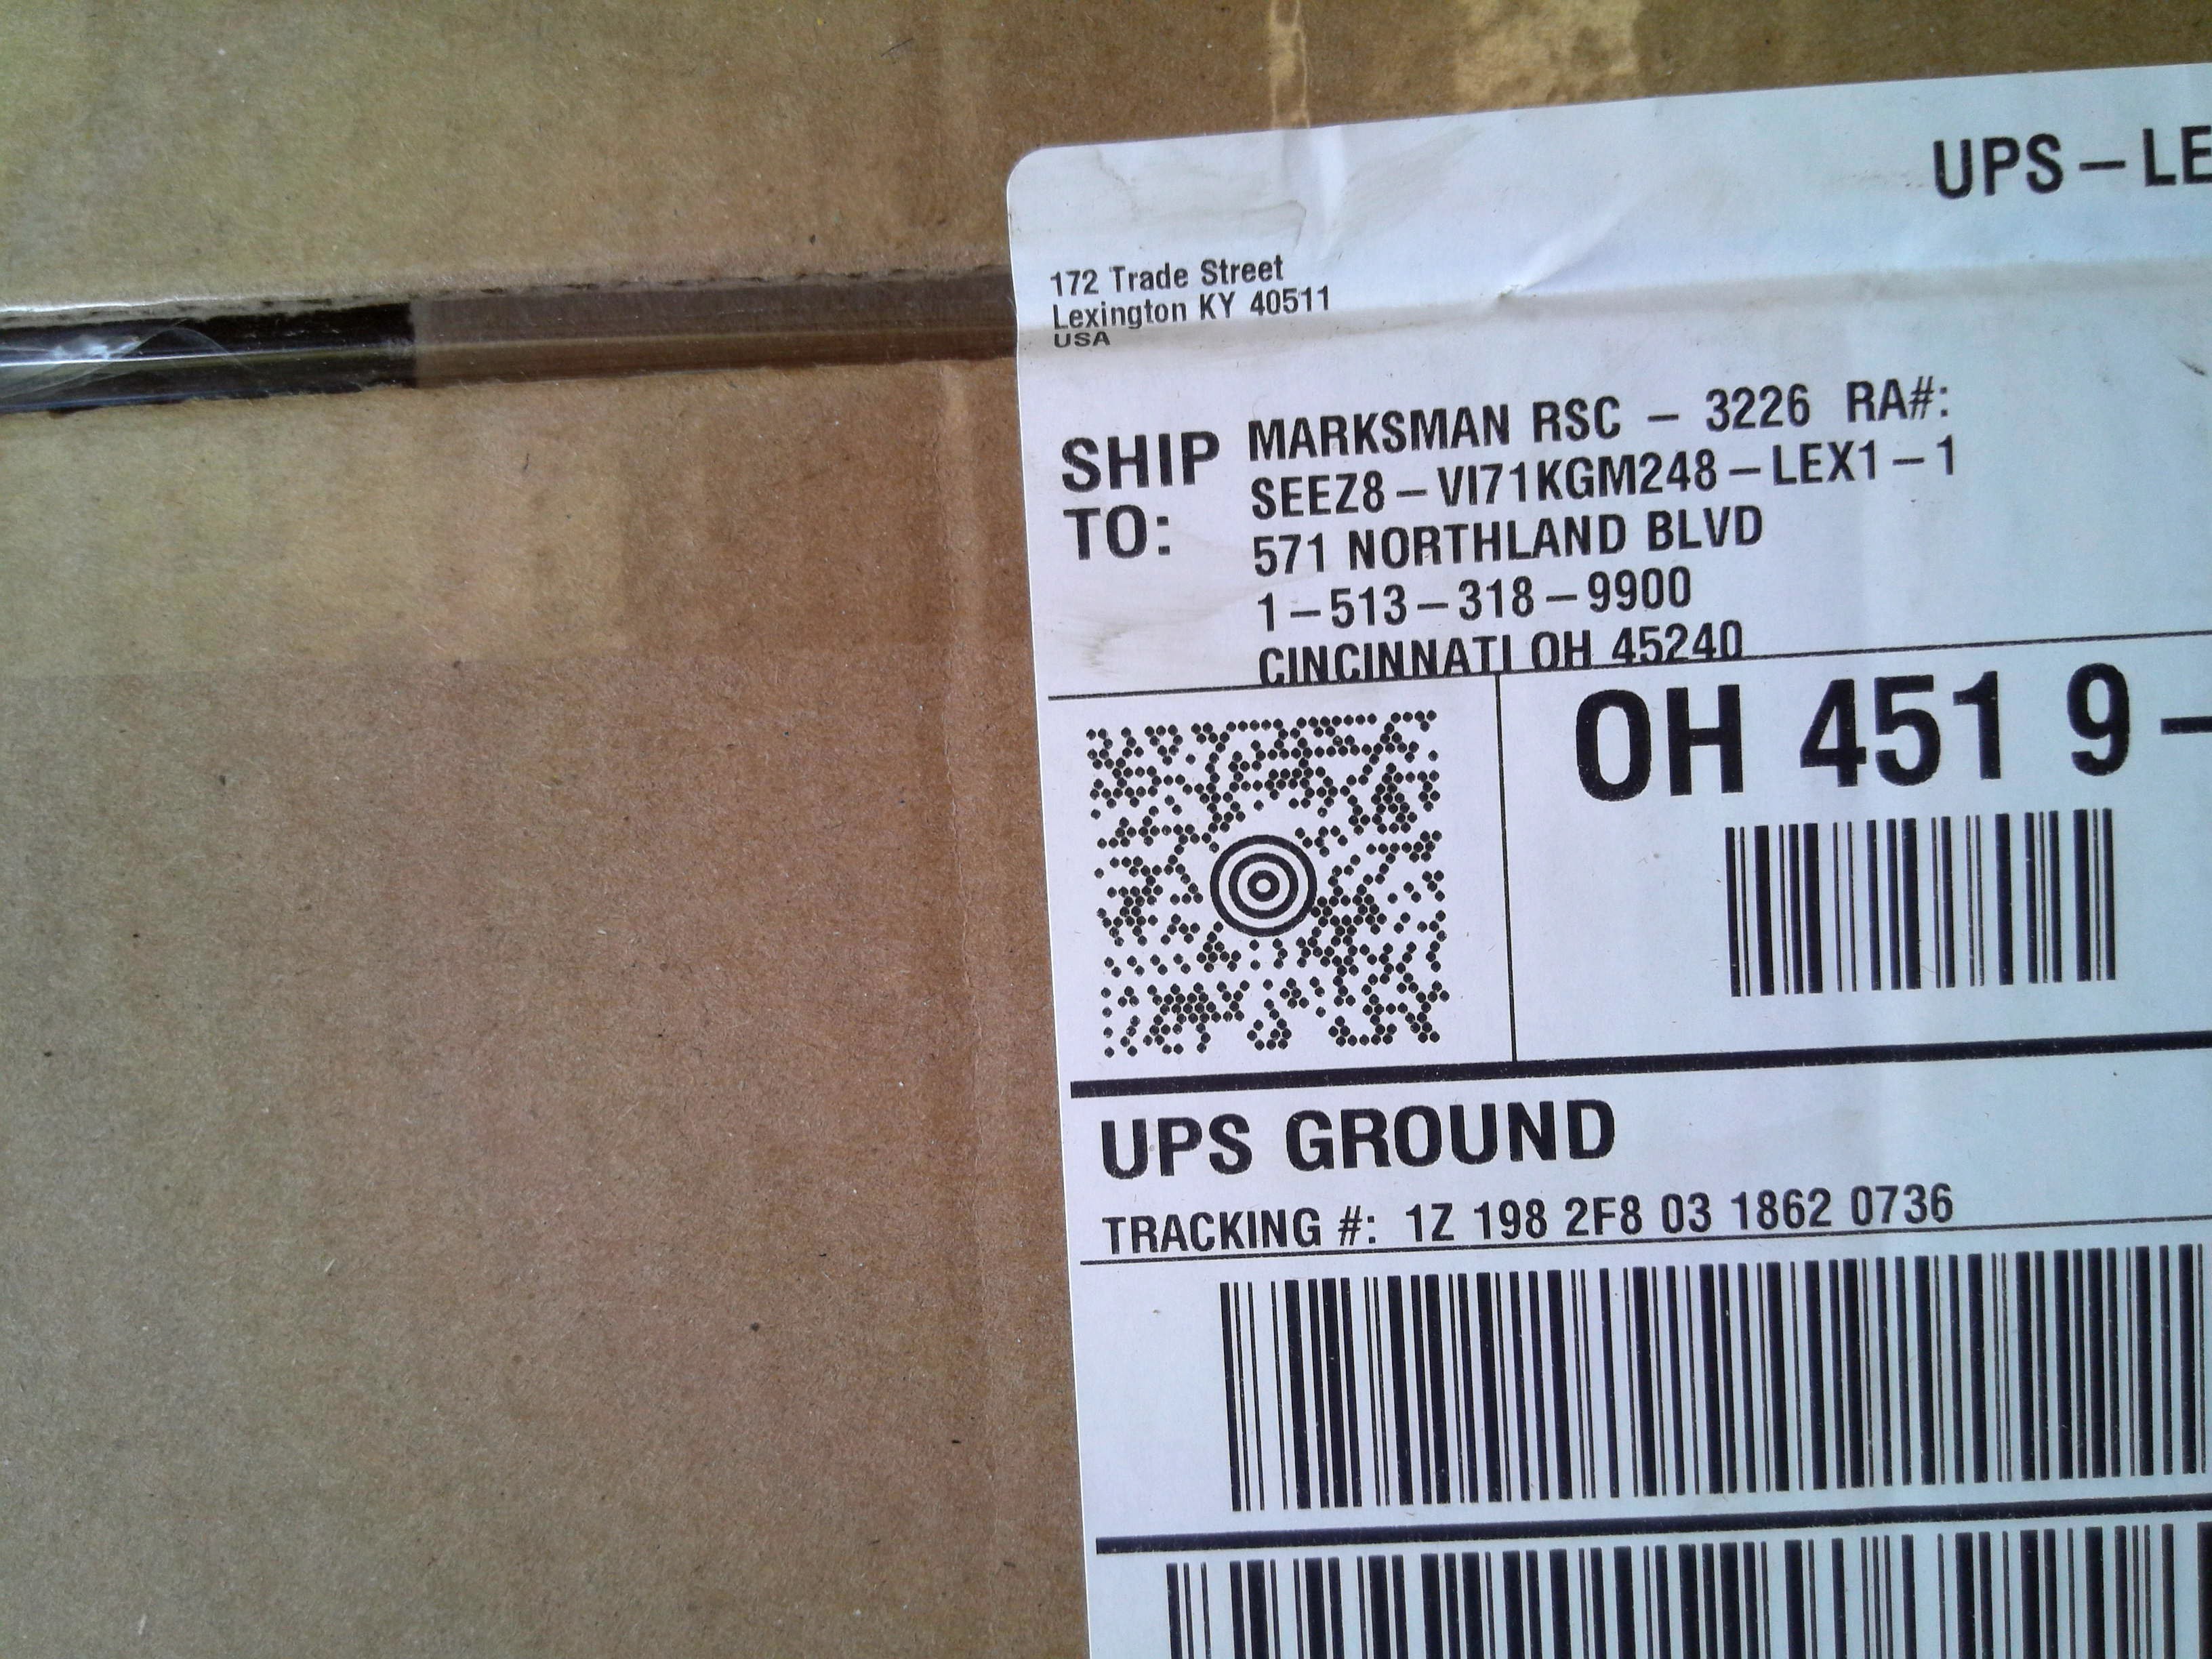 UPS – LE
172 Trade Street
Lexington KY 40511
USA
SHIP TO:
MARKSMAN RSC – 3226 RA#:
SEEZ8 – VI71KGM248 – LEX1 – 1
571 NORTHLAND BLVD
1 – 513 – 318 – 9900
CINCINNATI OH 45240
OH 451 9 –
UPS GROUND
TRACKING #: 1Z 198 2F8 03 1862 0736